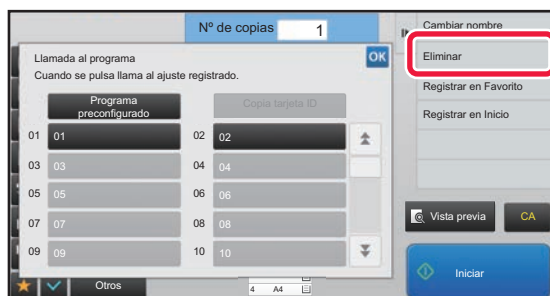 Nº de copias 1
Llamada al programa
OK
Cuando se pulsa llama al ajuste registrado.
Programa
preconfigurado
Copia tarjeta ID
01 01 02 02
03 03 04 04
05 05 06 06
07 07 08 08
09 09 10 10
Otros
4 A4
Cambiar nombre
Eliminar
Registrar en Favorito
Registrar en Inicio
Vista previa
CA
Iniciar